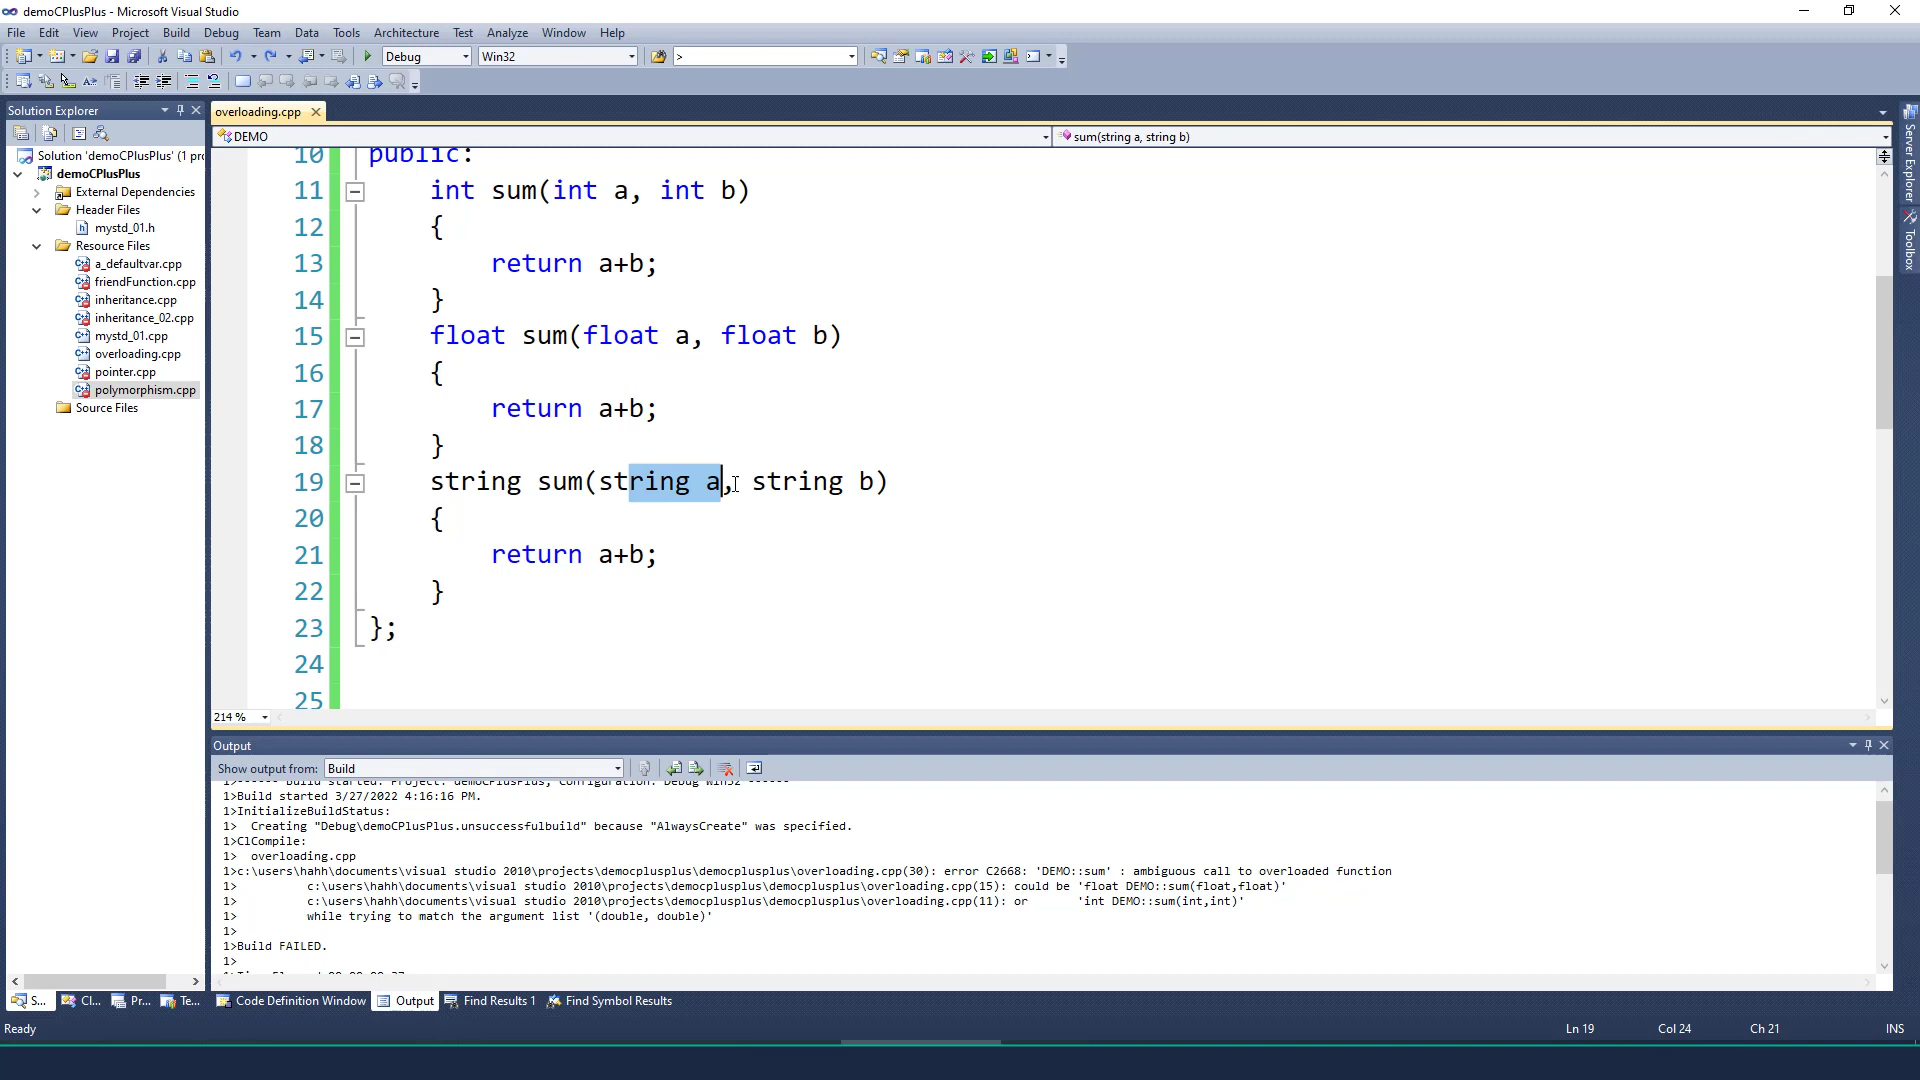 demoCPlusPlus - Microsoft Visual Studio
File Edit View Project Build Debug Team Data Tools Architecture Test Analyze Window Help
Debug Win32 >
Solution Explorer
overloading.cpp
DEMO sum(string a, string b)
Solution 'demoCPlusPlus' (1 pro
demoCPlusPlus
External Dependencies
Header Files
mystd_01.h
Resource Files
a_defaultvar.cpp
friendFunction.cpp
inheritance.cpp
inheritance_02.cpp
mystd_01.cpp
overloading.cpp
pointer.cpp
polymorphism.cpp
Source Files
10 public:
11 int sum(int a, int b)
12 {
13 return a+b;
14 }
15 float sum(float a, float b)
16 {
17 return a+b;
18 }
19 string sum(string a, string b)
20 {
21 return a+b;
22 }
23 };
24
25
214 %
Server Explorer
Toolbox
Output
Show output from: Build
1>------ Build started: Project: demoCPlusPlus, Configuration: Debug Win32 ------
1>Build started 3/27/2022 4:16:16 PM.
1>InitializeBuildStatus:
1>  Creating "Debug\demoCPlusPlus.unsuccessfulbuild" because "AlwaysCreate" was specified.
1>ClCompile:
1>  overloading.cpp
1>c:\users\hahh\documents\visual studio 2010\projects\democplusplus\democplusplus\overloading.cpp(30): error C2668: 'DEMO::sum' : ambiguous call to overloaded function
1>          c:\users\hahh\documents\visual studio 2010\projects\democplusplus\democplusplus\overloading.cpp(15): could be 'float DEMO::sum(float,float)'
1>          c:\users\hahh\documents\visual studio 2010\projects\democplusplus\democplusplus\overloading.cpp(11): or       'int DEMO::sum(int,int)'
1>          while trying to match the argument list '(double, double)'
1>
1>Build FAILED.
1>
S... Cl... Pr... Te... Code Definition Window Output Find Results 1 Find Symbol Results
Ready Ln 19 Col 24 Ch 21 INS